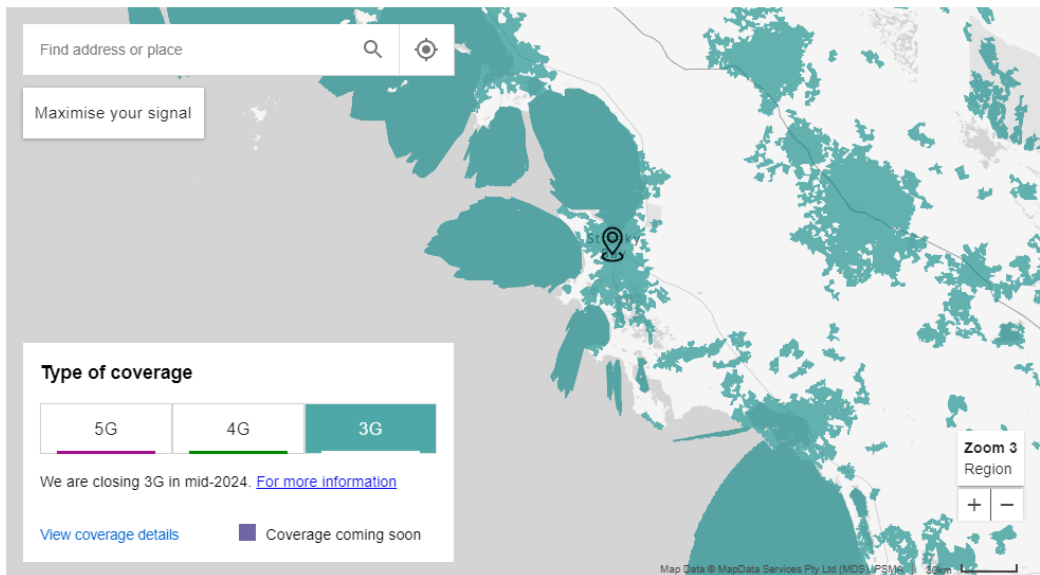 Find address or place
Maximise your signal
Type of coverage
5G
4G
3G
We are closing 3G in mid-2024. For more information
View coverage details
Coverage coming soon
Zoom 3
Region
+
−
Map Data © MapData Services Pty Ltd (MDS), PSMA
30km